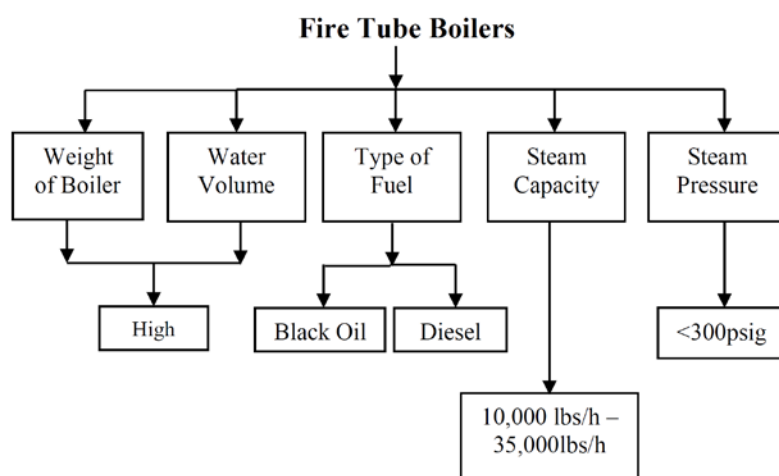 Fire Tube Boilers
Weight
of Boiler
Water
Volume
Type of
Fuel
Steam
Capacity
Steam
Pressure
High
Black Oil
Diesel
<300psig
10,000 lbs/h –
35,000lbs/h